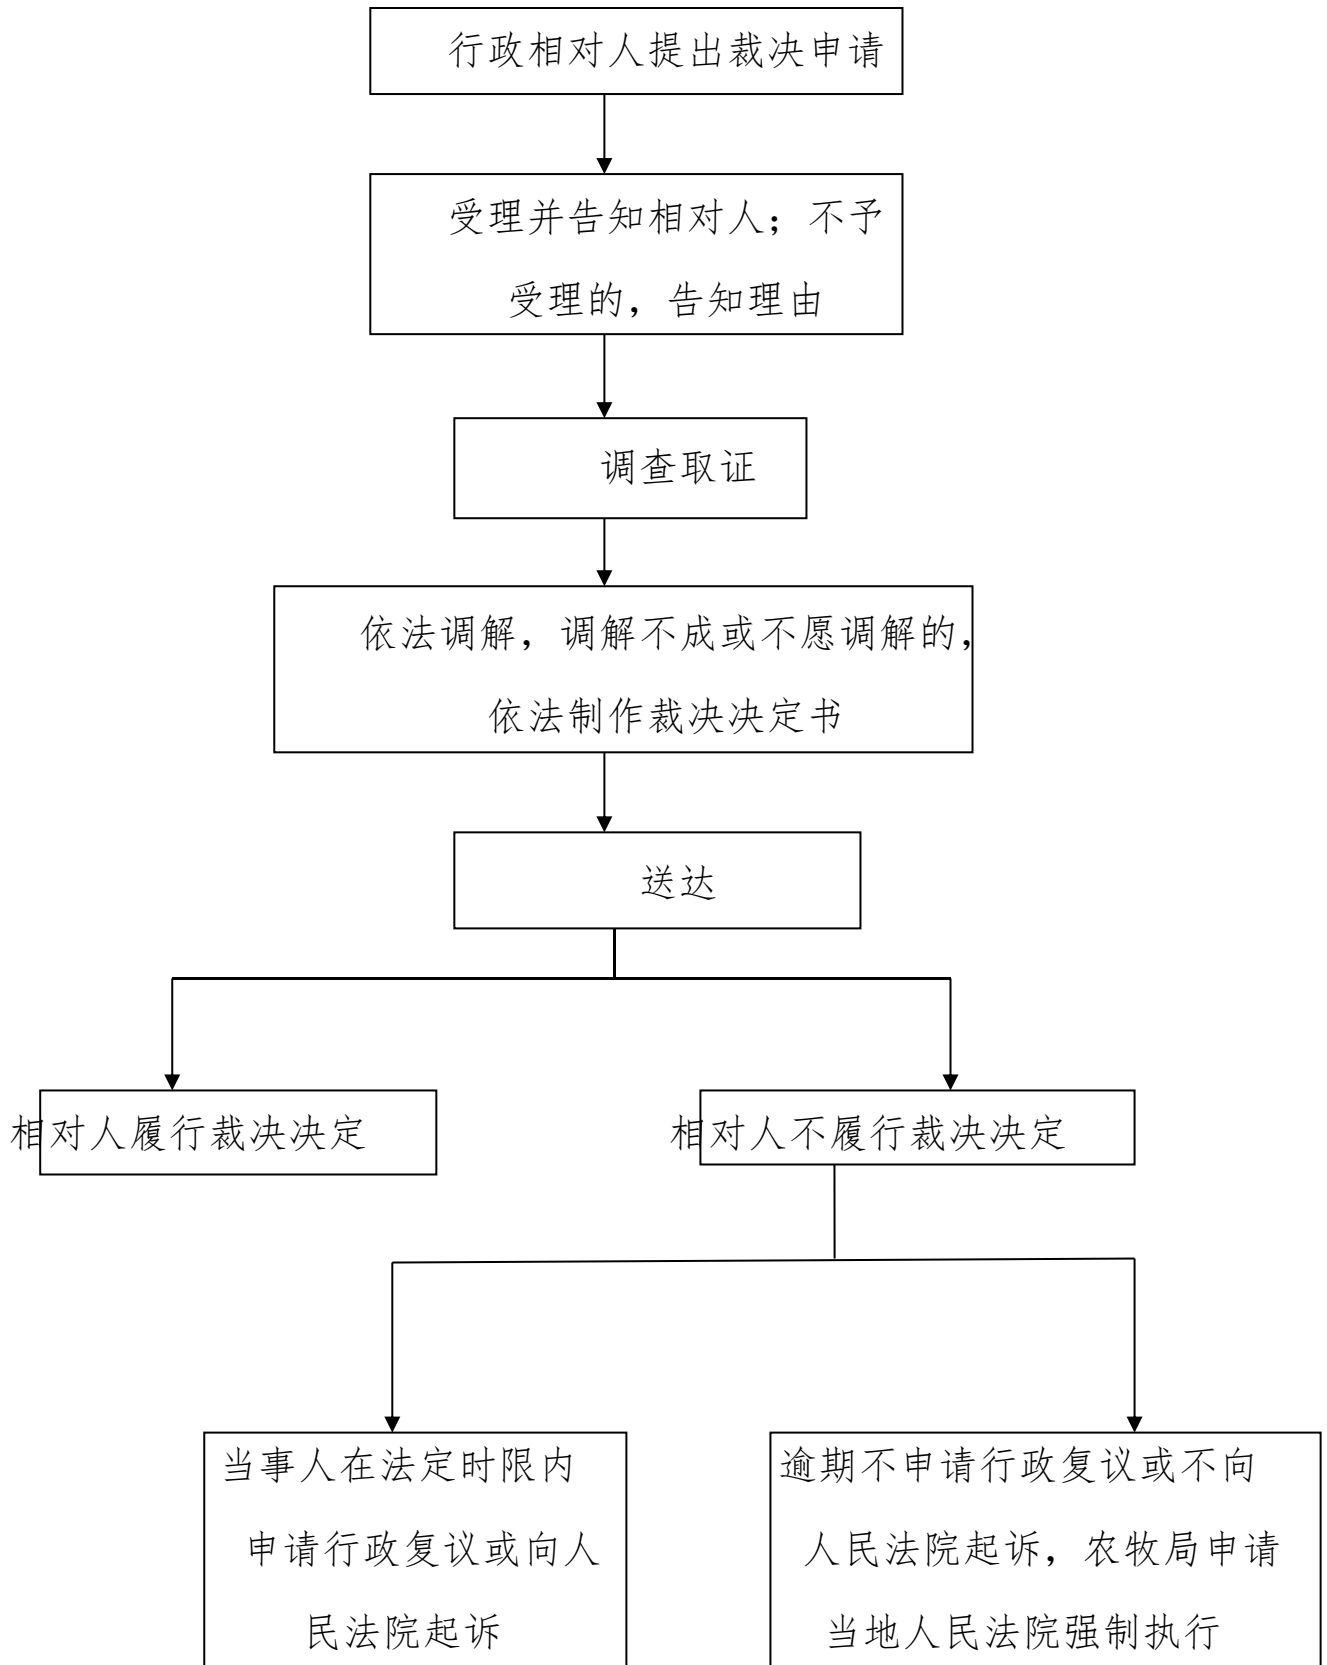 行政相对人提出裁决申请
受理并告知相对人；不予
受理的，告知理由
调查取证
依法调解，调解不成或不愿调解的，
依法制作裁决决定书
送达
相对人履行裁决决定
相对人不履行裁决决定
当事人在法定时限内
申请行政复议或向人
民法院起诉
逾期不申请行政复议或不向
人民法院起诉，农牧局申请
当地人民法院强制执行